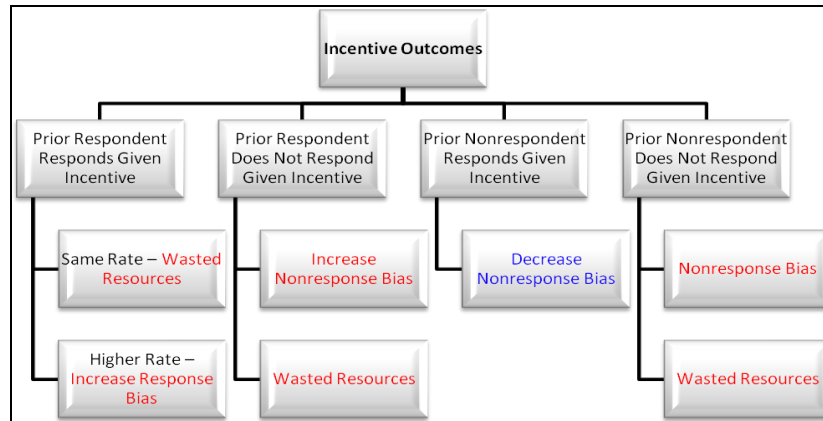 Incentive Outcomes
Prior Respondent
Responds Given
Incentive
Prior Respondent
Does Not Respond
Given Incentive
Prior Nonrespondent
Responds Given
Incentive
Prior Nonrespondent
Does Not Respond
Given Incentive
Same Rate – Wasted
Resources
Increase
Nonresponse Bias
Decrease
Nonresponse Bias
Nonresponse Bias
Higher Rate –
Increase Response
Bias
Wasted Resources
Wasted Resources